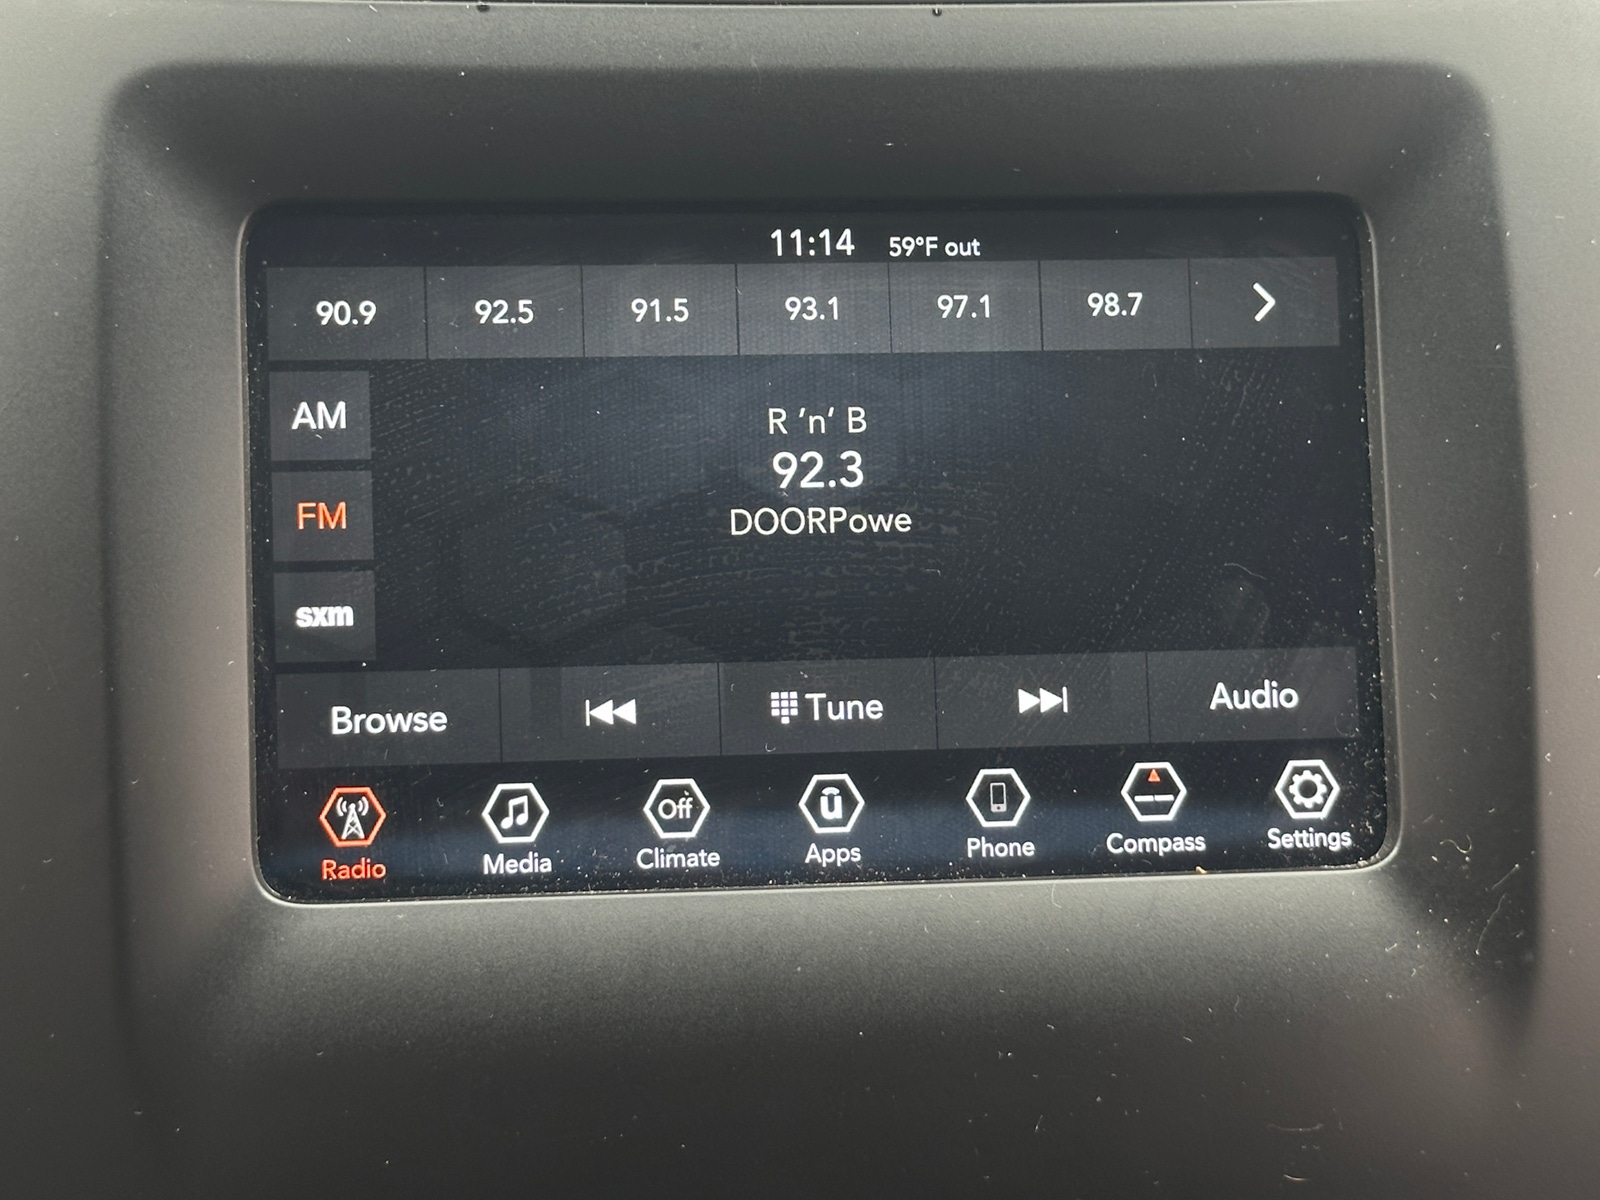 11:14 59°F out
90.9 92.5 91.5 93.1 97.1 98.7
AM
R 'n' B
92.3
FM
DOORPowe
sxm
Browse Tune Audio
Off
Radio Media Climate Apps Phone Compass Settings